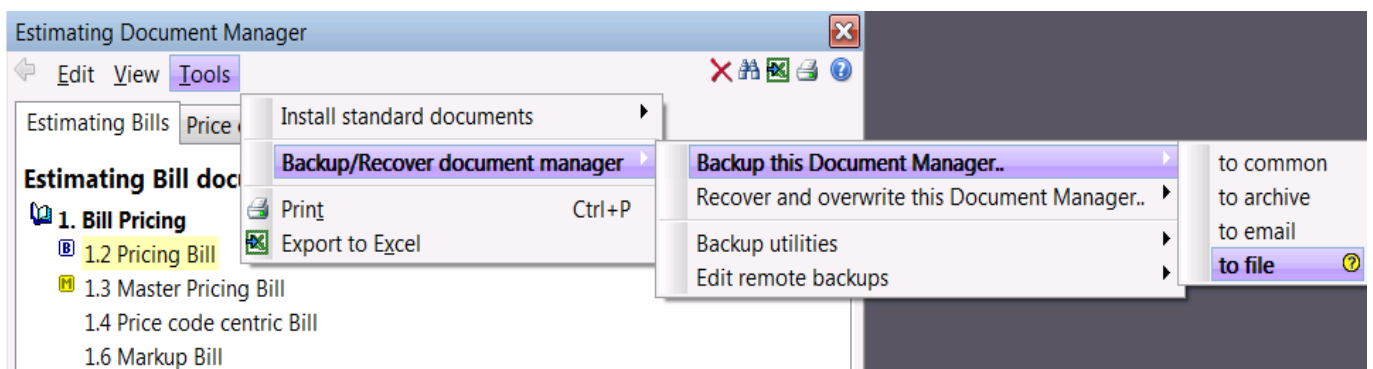 Estimating Document Manager
Edit View Tools
Estimating Bills Price
Install standard documents
Backup/Recover document manager
Print Ctrl+P
Export to Excel
Backup this Document Manager..
Recover and overwrite this Document Manager..
Backup utilities
Edit remote backups
to common
to archive
to email
to file ?
Estimating Bill
1. Bill Pricing
B 1.2 Pricing Bill
M 1.3 Master Pricing Bill
1.4 Price code centric Bill
1.6 Markup Bill